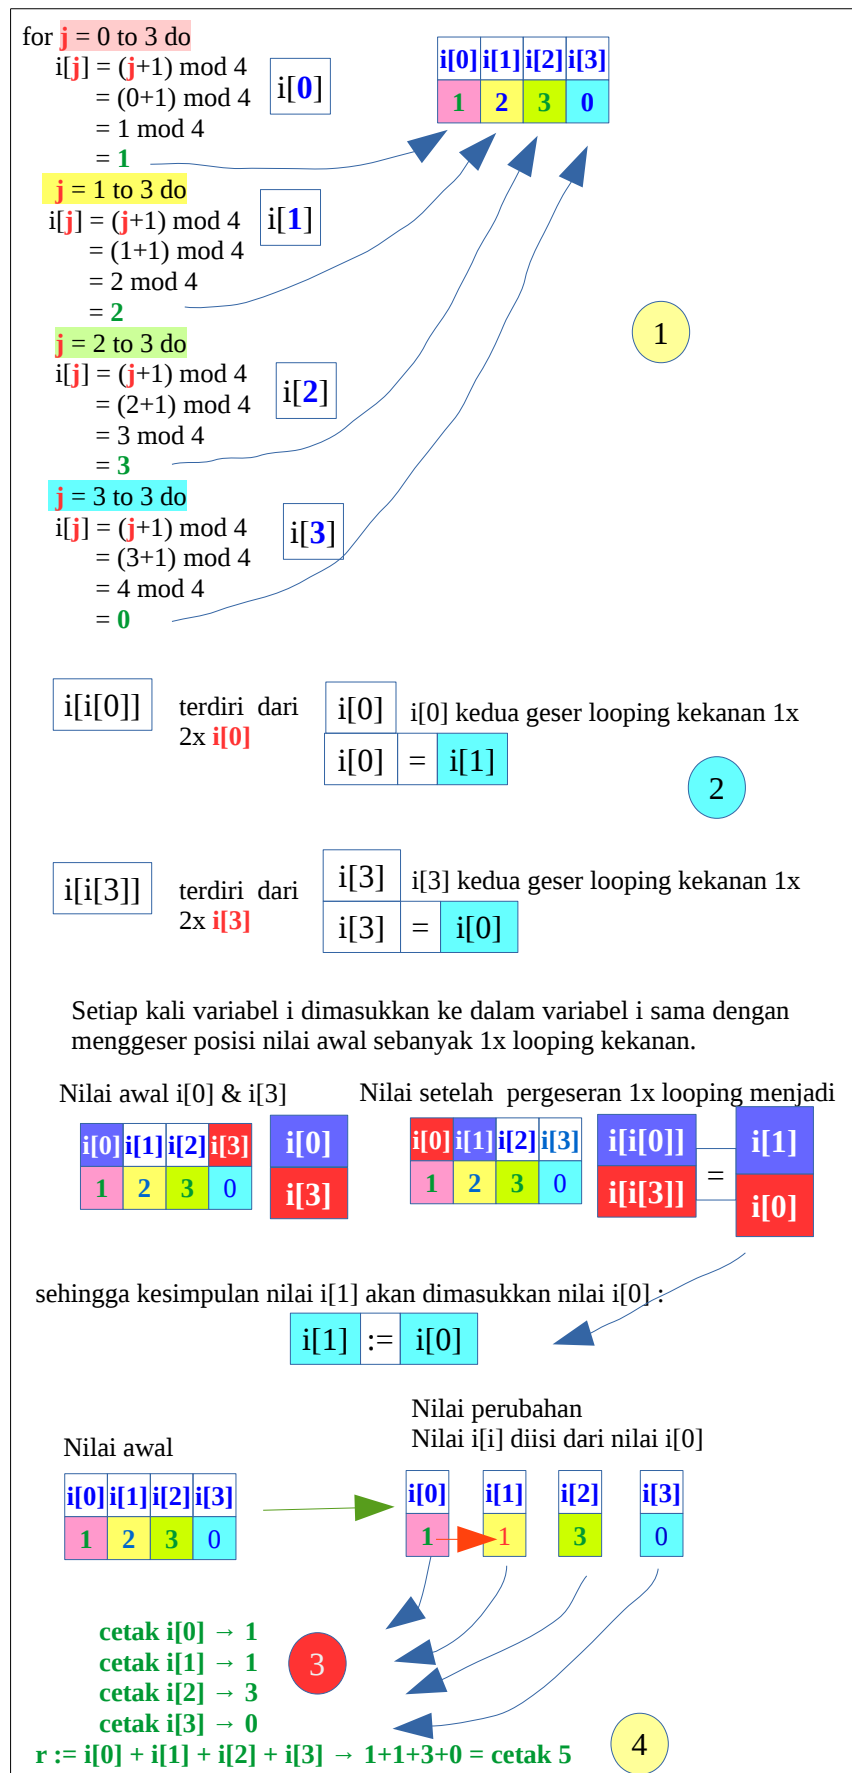 for j = 0 to 3 do
i[j] = (j+1) mod 4
= (0+1) mod 4
= 1 mod 4
= 1
i[0]
i[0] i[1] i[2] i[3]
1 2 3 0
j = 1 to 3 do
i[j] = (j+1) mod 4
= (1+1) mod 4
= 2 mod 4
= 2
i[1]
1
j = 2 to 3 do
i[j] = (j+1) mod 4
= (2+1) mod 4
= 3 mod 4
= 3
i[2]
j = 3 to 3 do
i[j] = (j+1) mod 4
= (3+1) mod 4
= 4 mod 4
= 0
i[3]
i[i[0]]
terdiri dari
2x i[0]
i[0] i[0] kedua geser looping kekanan 1x
i[0] = i[1]
2
i[i[3]]
terdiri dari
2x i[3]
i[3] i[3] kedua geser looping kekanan 1x
i[3] = i[0]
Setiap kali variabel i dimasukkan ke dalam variabel i sama dengan
menggeser posisi nilai awal sebanyak 1x looping kekanan.
Nilai awal i[0] & i[3]
i[0] i[1] i[2] i[3]
1 2 3 0
i[0]
i[3]
Nilai setelah pergeseran 1x looping menjadi
i[0] i[1] i[2] i[3]
1 2 3 0
i[i[0]]
i[i[3]]
=
i[1]
i[0]
sehingga kesimpulan nilai i[1] akan dimasukkan nilai i[0] :
i[1] := i[0]
Nilai awal
i[0] i[1] i[2] i[3]
1 2 3 0
Nilai perubahan
Nilai i[i] diisi dari nilai i[0]
i[0] i[1] i[2] i[3]
1 1 3 0
cetak i[0] → 1
cetak i[1] → 1
cetak i[2] → 3
cetak i[3] → 0
3
r := i[0] + i[1] + i[2] + i[3] → 1+1+3+0 = cetak 5
4